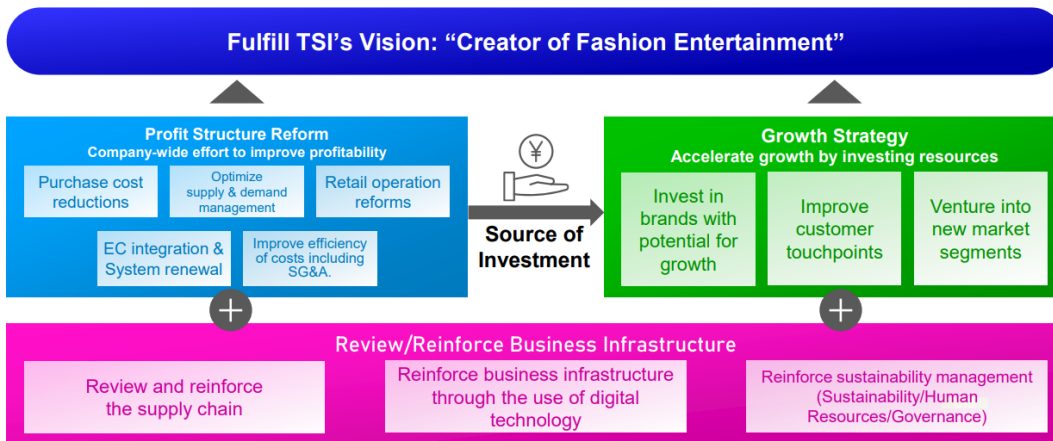 Fulfill TSI's Vision: “Creator of Fashion Entertainment”
Profit Structure Reform
Company-wide effort to improve profitability
Purchase cost
reductions
Optimize
supply & demand
management
Retail operation
reforms
EC integration &
System renewal
Improve efficiency
of costs including
SG&A.
¥
Source of
Investment
Growth Strategy
Accelerate growth by investing resources
Invest in
brands with
potential for
growth
Improve
customer
touchpoints
Venture into
new market
segments
+
+
Review/Reinforce Business Infrastructure
Review and reinforce
the supply chain
Reinforce business infrastructure
through the use of digital
technology
Reinforce sustainability management
(Sustainability/Human
Resources/Governance)